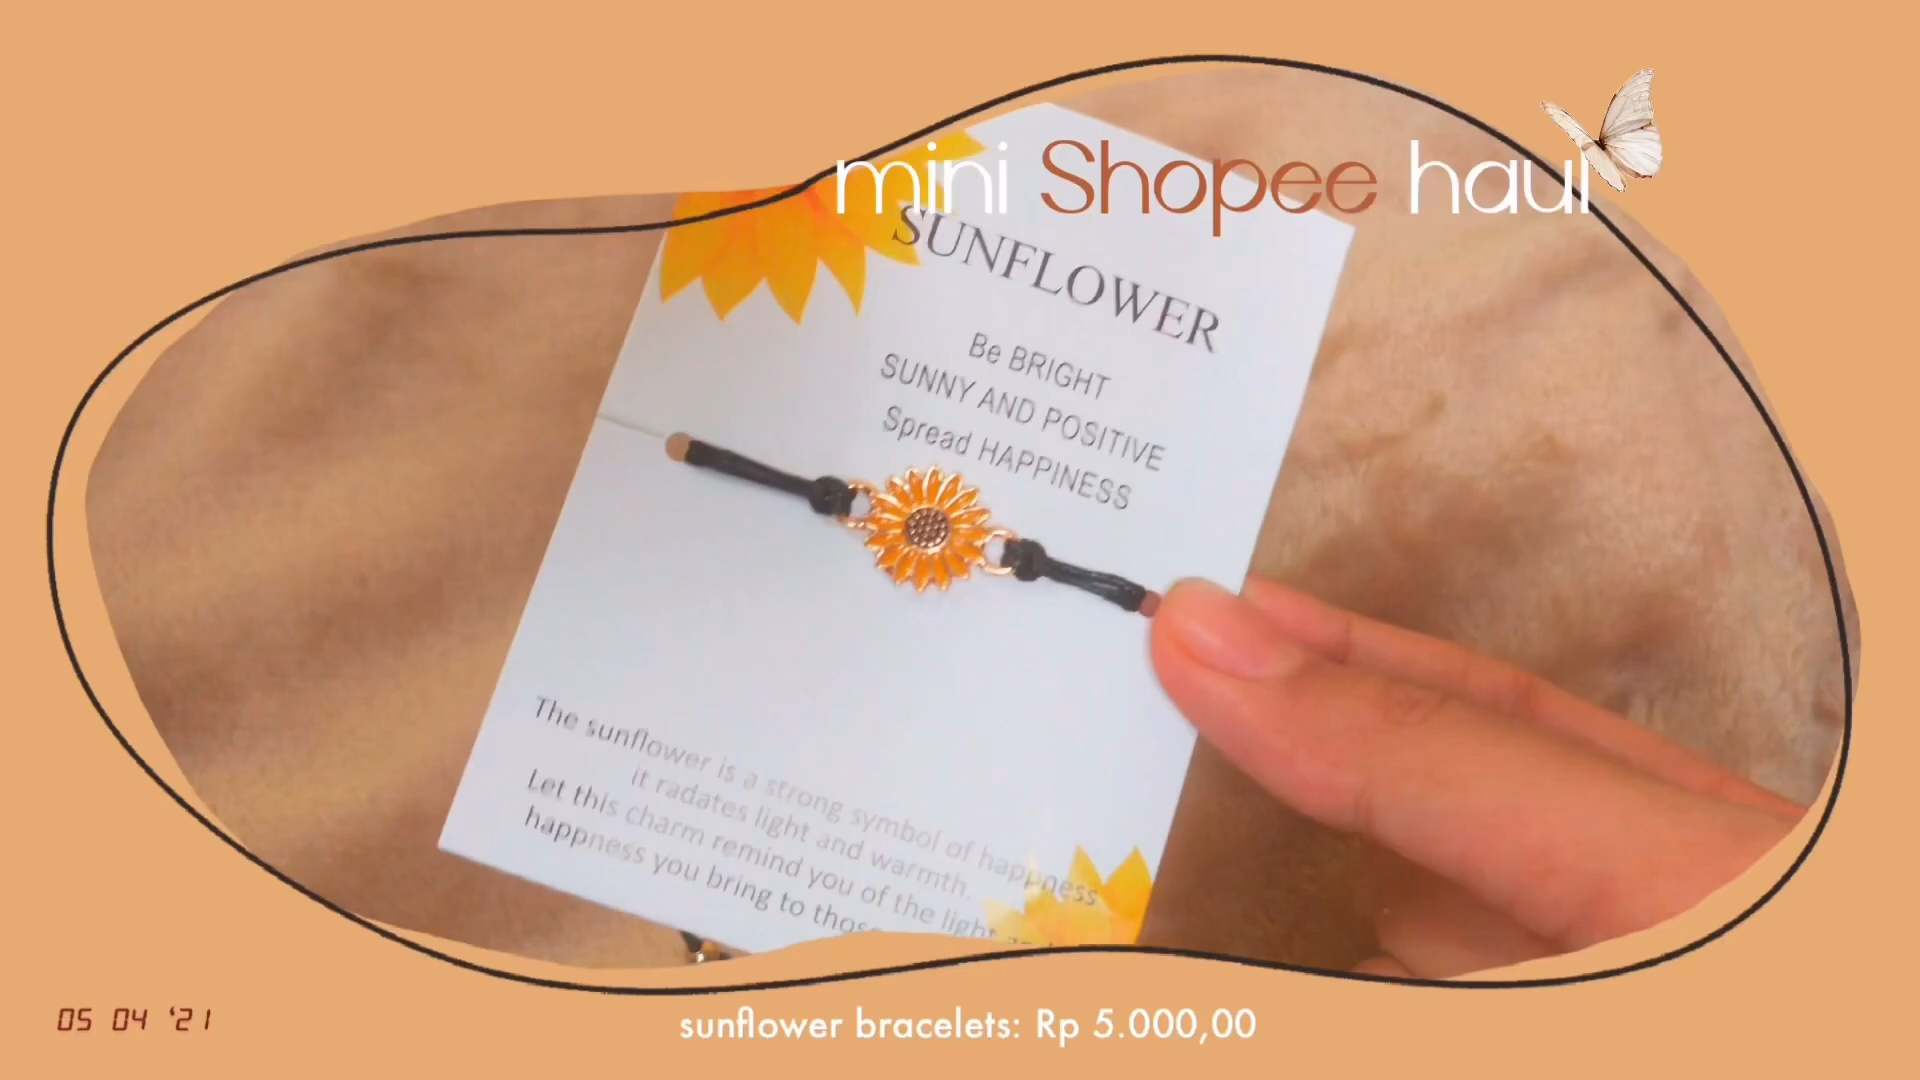 mini Shopee haul
SUNFLOWER
Be BRIGHT
SUNNY AND POSITIVE
Spread HAPPINESS
The sunflower is a strong symbol of happness
it radates light and warmth.
Let this charm remind you of the light
happness you bring to
05 04 '21
sunflower bracelets: Rp 5.000,00